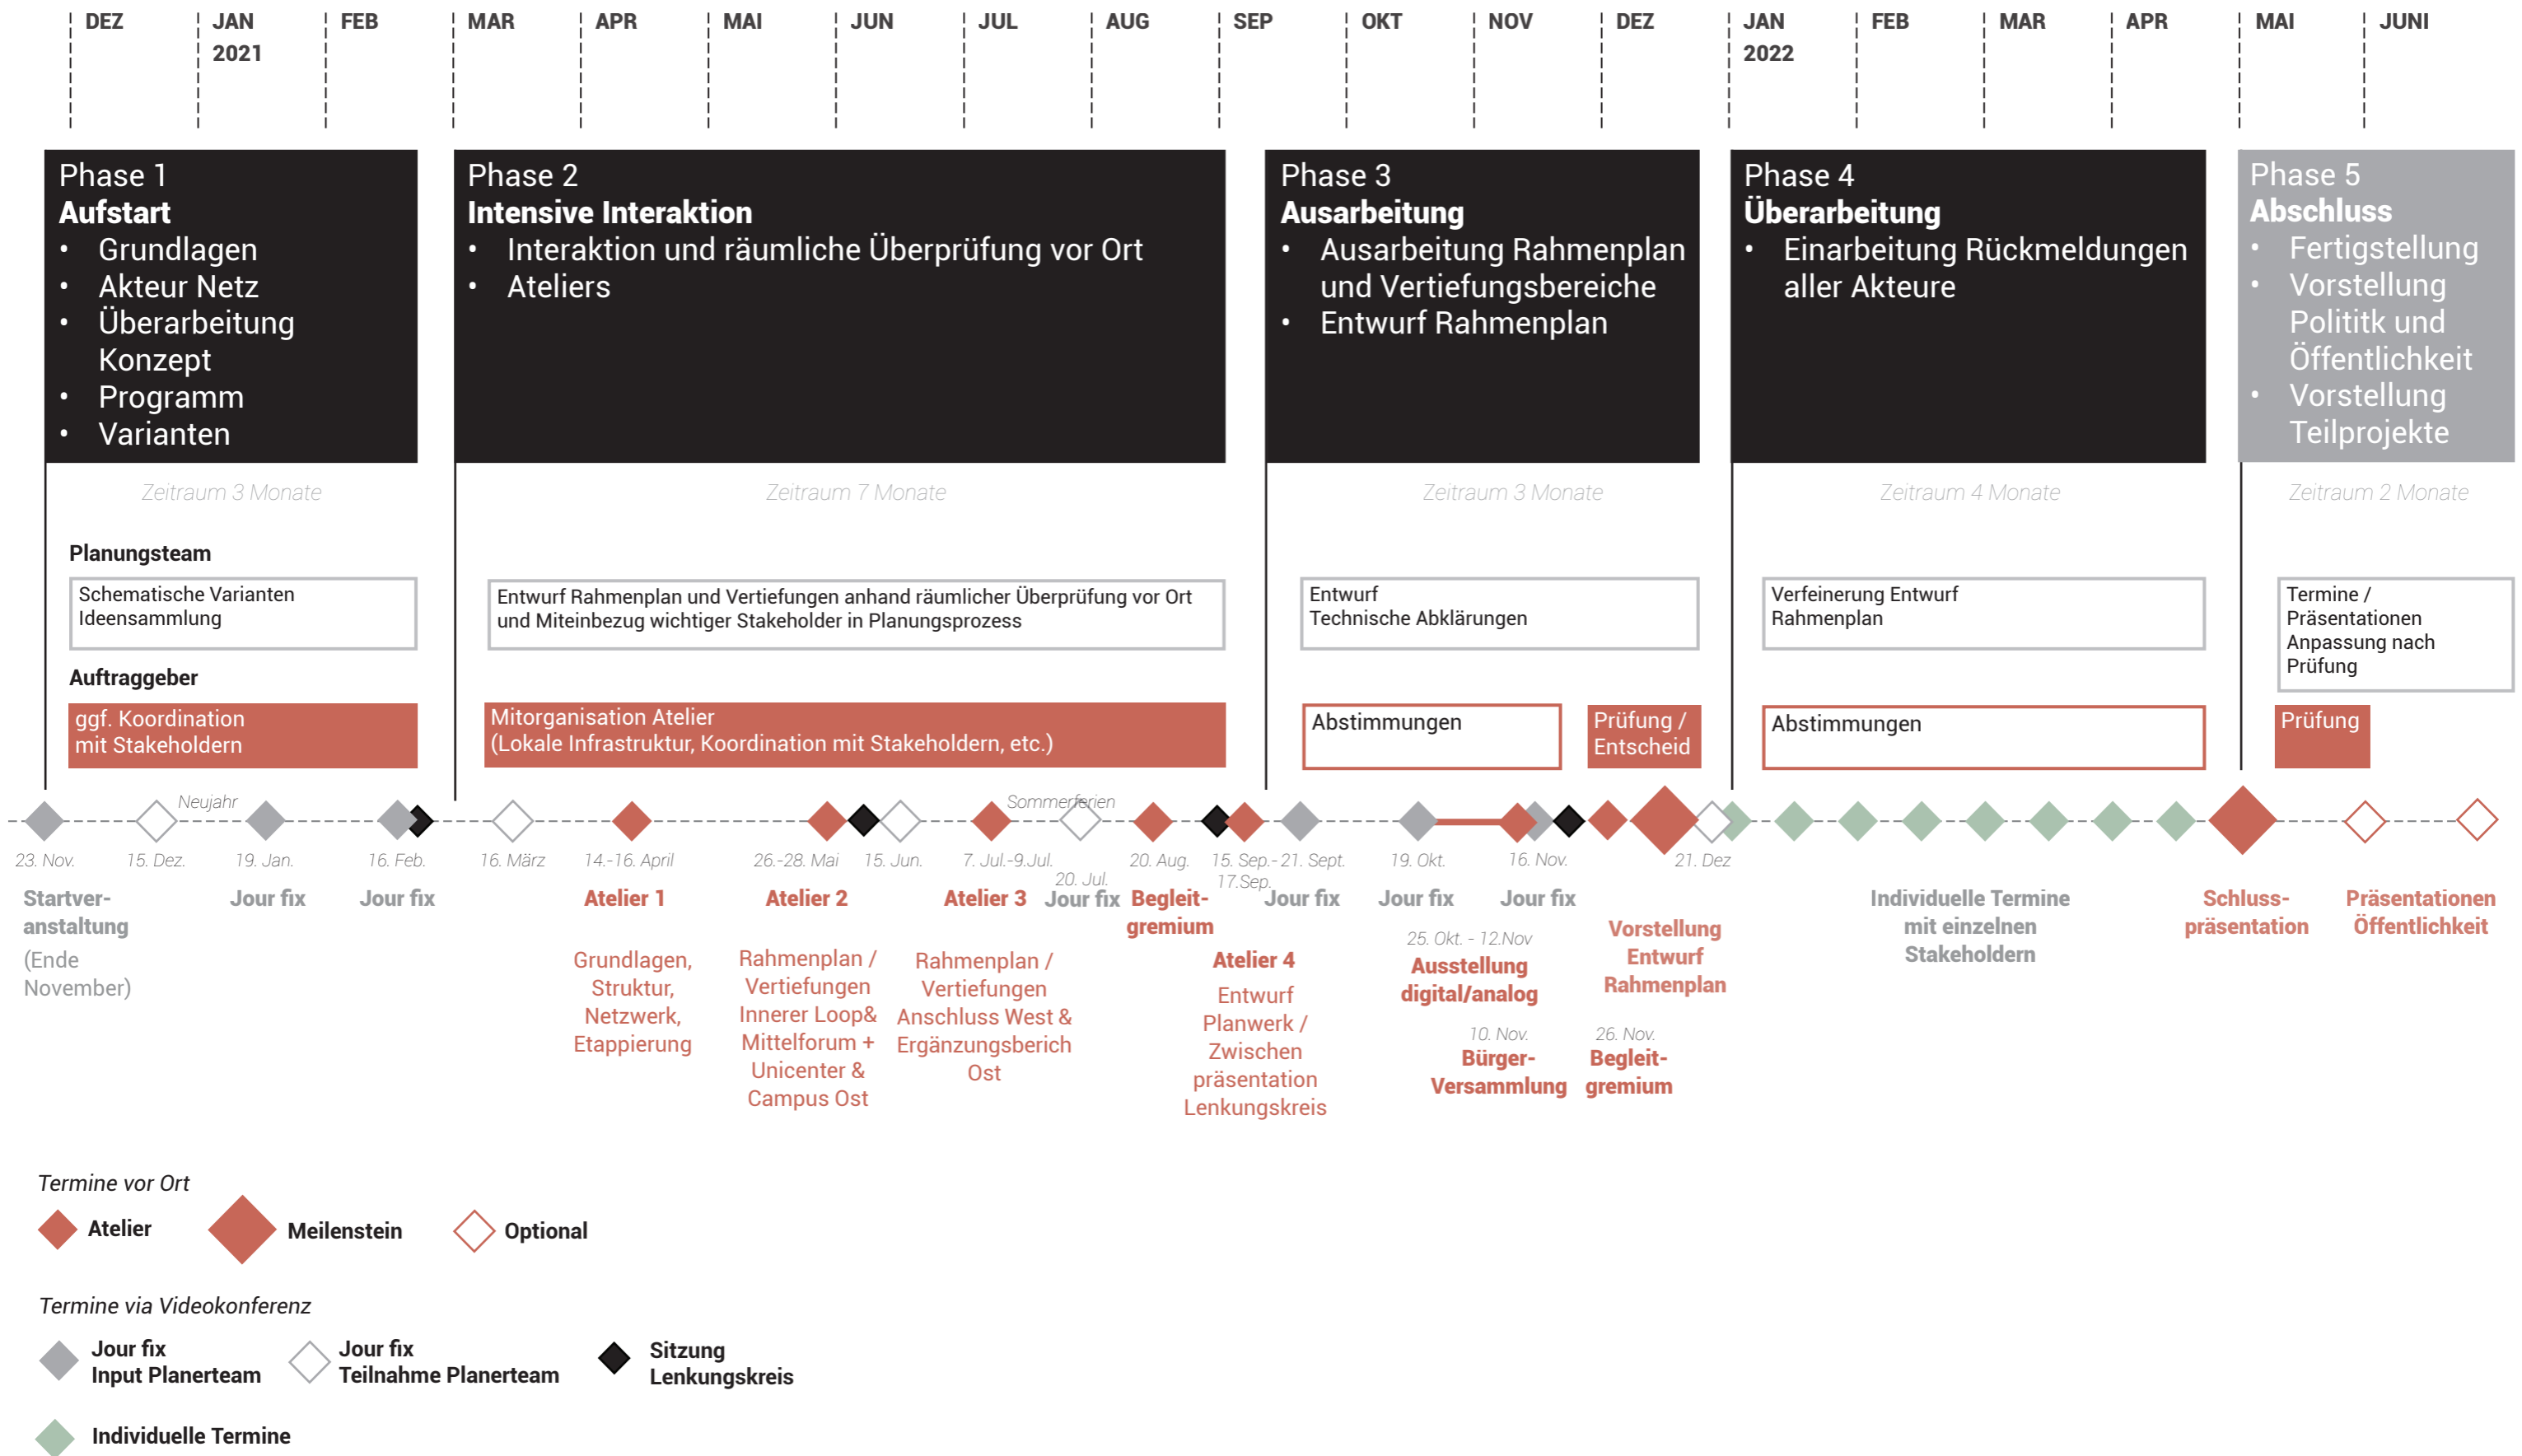 DEZ
JAN
2021
FEB
MAR
APR
MAI
JUN
JUL
AUG
SEP
OKT
NOV
DEZ
JAN
2022
FEB
MAR
APR
MAI
JUNI
Phase 1
Aufstart
• Grundlagen
• Akteur Netz
• Überarbeitung
Konzept
• Programm
• Varianten
Phase 2
Intensive Interaktion
• Interaktion und räumliche Überprüfung vor Ort
• Ateliers
Phase 3
Ausarbeitung
• Ausarbeitung Rahmenplan
und Vertiefungsbereiche
• Entwurf Rahmenplan
Phase 4
Überarbeitung
• Einarbeitung Rückmeldungen
aller Akteure
Phase 5
Abschluss
• Fertigstellung
• Vorstellung
Polititk und
Öffentlichkeit
• Vorstellung
Teilprojekte
Zeitraum 3 Monate
Zeitraum 7 Monate
Zeitraum 3 Monate
Zeitraum 4 Monate
Zeitraum 2 Monate
Planungsteam
Schematische Varianten
Ideensammlung
Entwurf Rahmenplan und Vertiefungen anhand räumlicher Überprüfung vor Ort
und Miteinbezug wichtiger Stakeholder in Planungsprozess
Entwurf
Technische Abklärungen
Verfeinerung Entwurf
Rahmenplan
Termine /
Präsentationen
Anpassung nach
Prüfung
Auftraggeber
ggf. Koordination
mit Stakeholdern
Mitorganisation Atelier
(Lokale Infrastruktur, Koordination mit Stakeholdern, etc.)
Abstimmungen
Prüfung /
Entscheid
Abstimmungen
Prüfung
Neujahr
Sommerferien
23. Nov.
Startver-
anstaltung
(Ende
November)
15. Dez.
19. Jan.
Jour fix
16. Feb.
Jour fix
16. März
14.-16. April
Atelier 1
Grundlagen,
Struktur,
Netzwerk,
Etappierung
26.-28. Mai
Atelier 2
Rahmenplan /
Vertiefungen
Innerer Loop&
Mittelforum +
Unicenter &
Campus Ost
15. Jun.
7. Jul.-9.Jul.
Atelier 3
Rahmenplan /
Vertiefungen
Anschluss West &
Ergänzungsberich
Ost
20. Jul.
Jour fix
20. Aug.
Begleit-
gremium
15. Sep.-
17.Sep.
Atelier 4
Entwurf
Planwerk /
Zwischen
präsentation
Lenkungskreis
21. Sept.
Jour fix
19. Okt.
Jour fix
25. Okt. - 12.Nov
Ausstellung
digital/analog
10. Nov.
Bürger-
Versammlung
16. Nov.
Jour fix
26. Nov.
Begleit-
gremium
Vorstellung
Entwurf
Rahmenplan
21. Dez
Individuelle Termine
mit einzelnen
Stakeholdern
Schluss-
präsentation
Präsentationen
Öffentlichkeit
Termine vor Ort
Atelier
Meilenstein
Optional
Termine via Videokonferenz
Jour fix
Input Planerteam
Jour fix
Teilnahme Planerteam
Sitzung
Lenkungskreis
Individuelle Termine